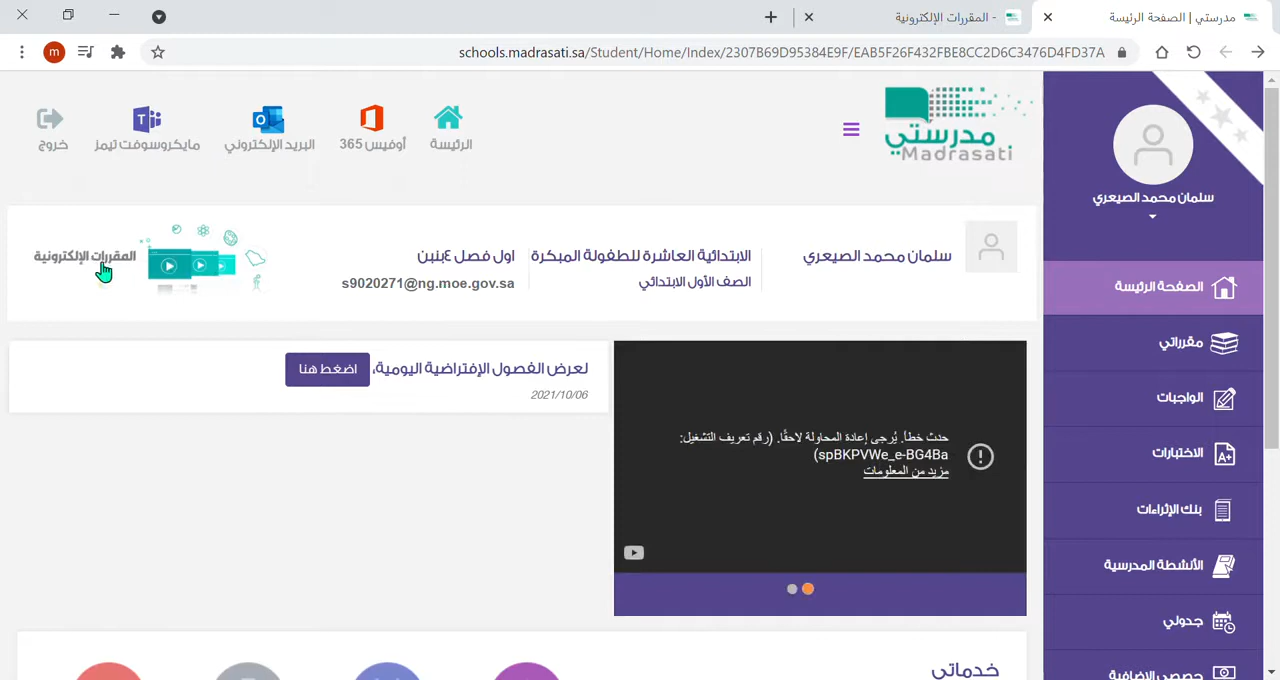 مدرستي | الصفحة الرئيسة
- المقررات الإلكترونية
schools.madrasati.sa/Student/Home/Index/2307B69D95384E9F/EAB5F26F432FBE8CC2D6C3476D4FD37A
m
مدرستي
Madrasati
الرئيسة
أوفيس 365
البريد الإلكتروني
مايكروسوفت تيمز
خروج
سلمان محمد الصيعري
الصفحة الرئيسة
مقرراتي
الواجبات
الاختبارات
بنك الإثراءات
الأنشطة المدرسية
جدولي
حصصي الإضافية
سلمان محمد الصيعري
الابتدائية العاشرة للطفولة المبكرة
الصف الأول الابتدائي
اول فصل ٤بنبن
s9020271@ng.moe.gov.sa
المقررات الإلكترونية
حدث خطأ. يُرجى إعادة المحاولة لاحقًا. (رقم تعريف التشغيل:
spBKPVWe_e-BG4Ba)
مزيد من المعلومات
لعرض الفصول الإفتراضية اليومية، اضغط هنا
2021/10/06
خدماتي